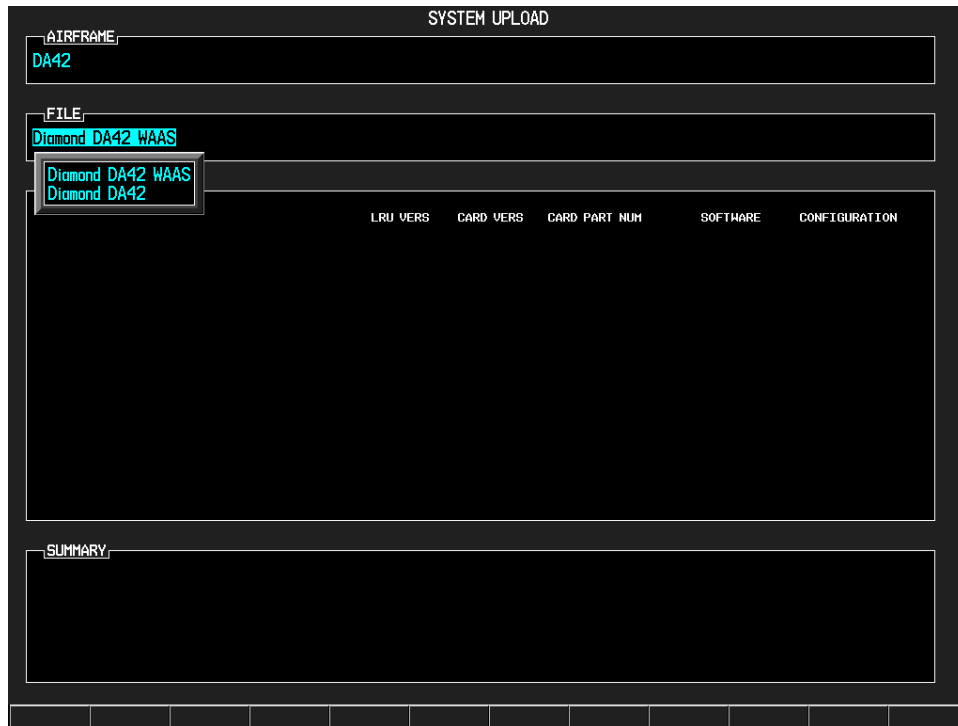 SYSTEM UPLOAD
AIRFRAME
DA42
FILE
Diamond DA42 WAAS
Diamond DA42 WAAS
Diamond DA42
LRU VERS CARD VERS CARD PART NUM SOFTWARE CONFIGURATION
SUMMARY